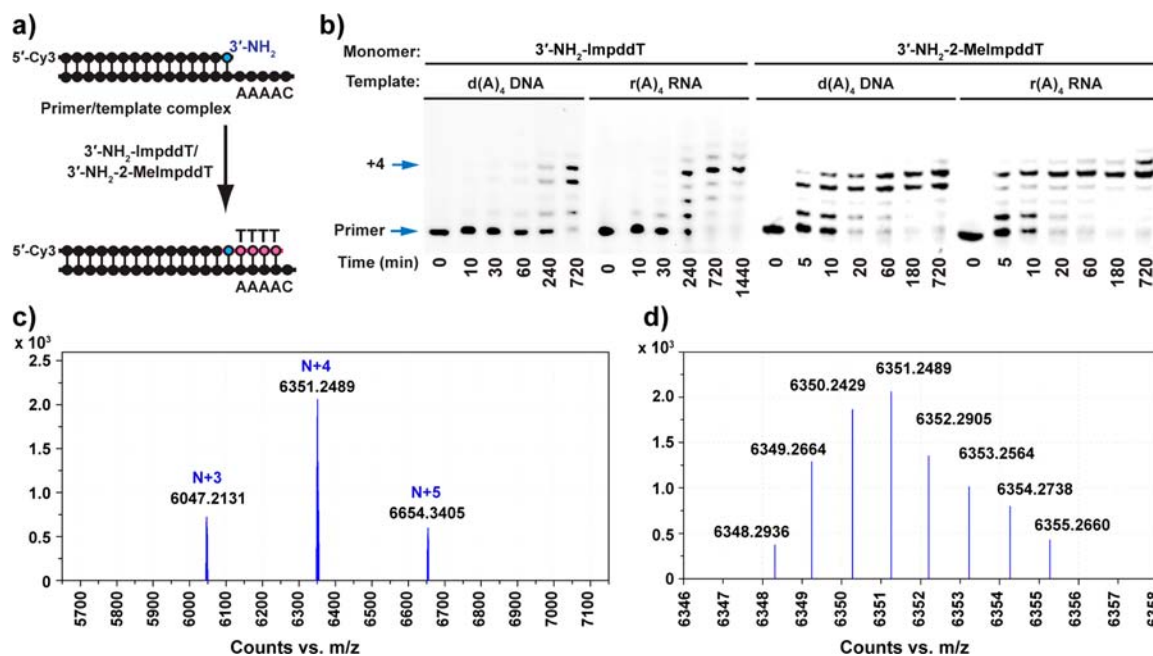 a)
3′-NH2
5′-Cy3
AAAAC
Primer/template complex
3′-NH2-ImpddT/
3′-NH2-2-MeImpddT
TTTT
5′-Cy3
AAAAC
b)
Monomer: 3′-NH2-ImpddT 3′-NH2-2-MeImpddT
Template: d(A)4 DNA r(A)4 RNA d(A)4 DNA r(A)4 RNA
+4
Primer
Time (min) 0 10 30 60 240 720 0 10 30 240 720 1440 0 5 10 20 60 180 720 0 5 10 20 60 180 720
c)
x 10³
2.5
2.0
1.5
1.0
0.5
0
N+4
6351.2489
N+3
6047.2131
N+5
6654.3405
5700 5800 5900 6000 6100 6200 6300 6400 6500 6600 6700 6800 6900 7000 7100
Counts vs. m/z
d)
x 10³
2.5
2.0
1.5
1.0
0.5
0
6351.2489
6350.2429
6352.2905
6349.2664
6353.2564
6354.2738
6348.2936
6355.2660
6346 6347 6348 6349 6350 6351 6352 6353 6354 6355 6356 6357 6358
Counts vs. m/z